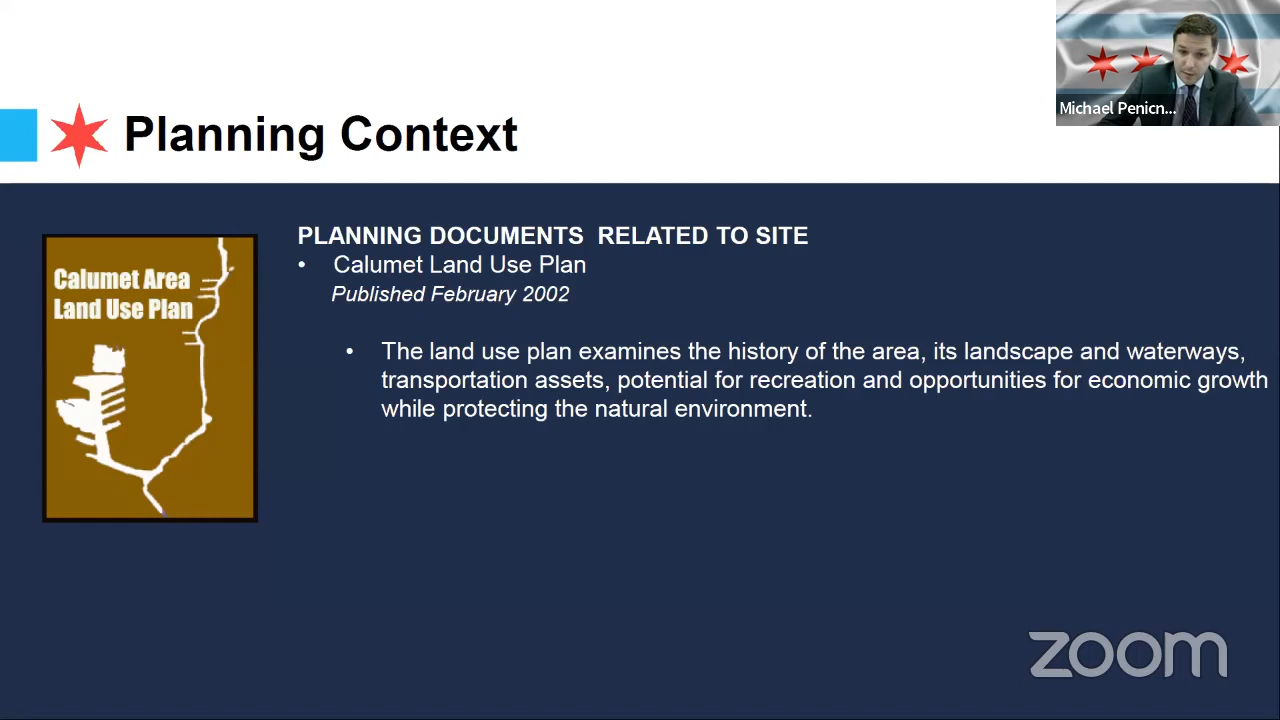 Michael Penicn...
Planning Context
Calumet Area
Land Use Plan
PLANNING DOCUMENTS RELATED TO SITE
• Calumet Land Use Plan
Published February 2002
• The land use plan examines the history of the area, its landscape and waterways,
transportation assets, potential for recreation and opportunities for economic growth
while protecting the natural environment.
zoom